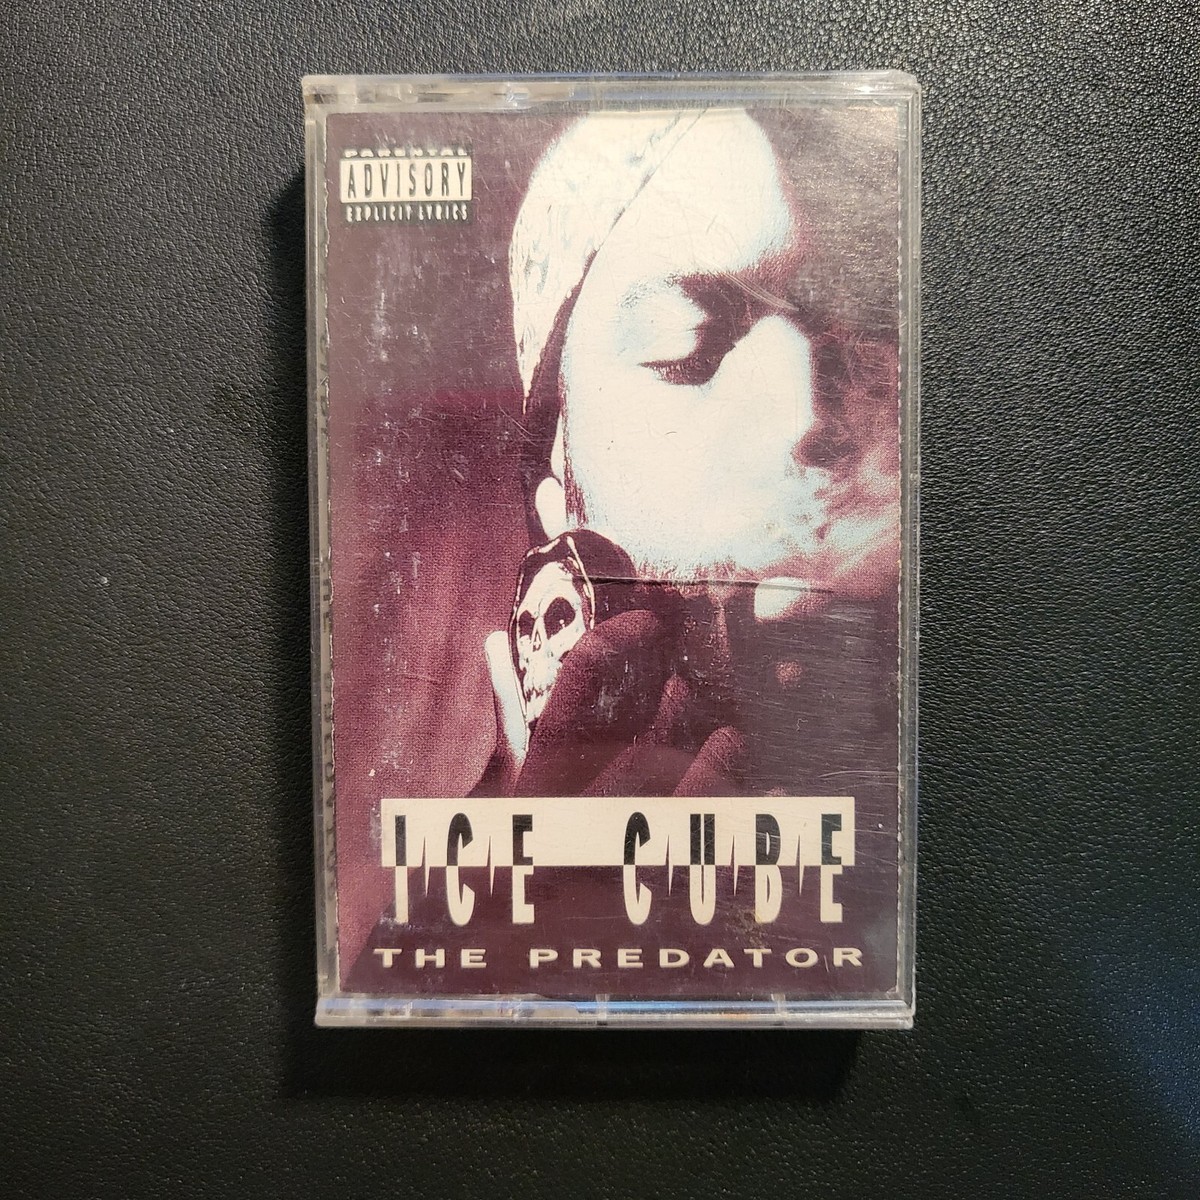 PARENTAL
ADVISORY
EXPLICIT LYRICS
ICE CUBE
THE PREDATOR